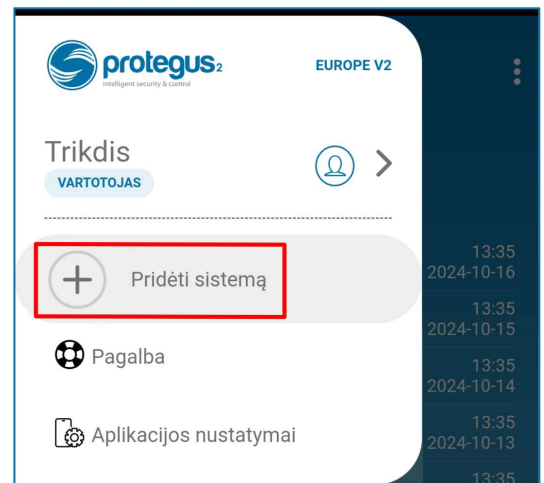 protegus2
intelligent security & control
EUROPE V2
Trikdis
VARTOTOJAS
Pridėti sistemą
Pagalba
Aplikacijos nustatymai
13:35
2024-10-16
13:35
2024-10-15
13:35
2024-10-14
13:35
2024-10-13
13:35